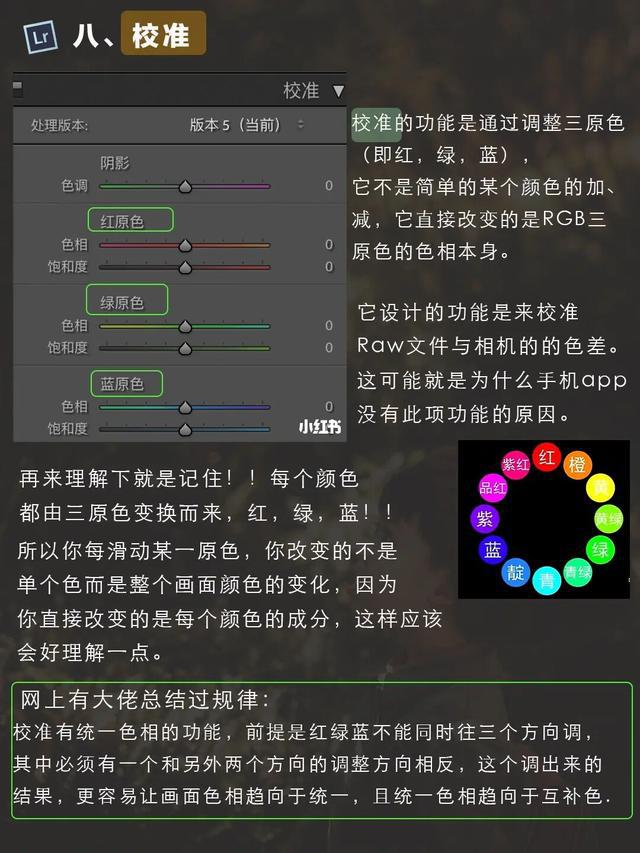 Lr 八、校准
校准
处理版本: 版本 5（当前）
阴影
色调 0
红原色
色相 0
饱和度 0
绿原色
色相 0
饱和度 0
蓝原色
色相 0
饱和度 0
小红书
校准的功能是通过调整三原色
（即红，绿，蓝），
它不是简单的某个颜色的加、
减，它直接改变的是RGB三
原色的色相本身。
它设计的功能是来校准
Raw文件与相机的的色差。
这可能就是为什么手机app
没有此项功能的原因。
再来理解下就是记住！！每个颜色
都由三原色变换而来，红，绿，蓝！！
所以你每滑动某一原色，你改变的不是
单个色而是整个画面颜色的变化，因为
你直接改变的是每个颜色的成分，这样应该
会好理解一点。
红
橙
黄
黄绿
绿
青绿
青
靛
蓝
紫
品红
紫红
网上有大佬总结过规律：
校准有统一色相的功能，前提是红绿蓝不能同时往三个方向调，
其中必须有一个和另外两个方向的调整方向相反，这个调出来的
结果，更容易让画面色相趋向于统一，且统一色相趋向于互补色.